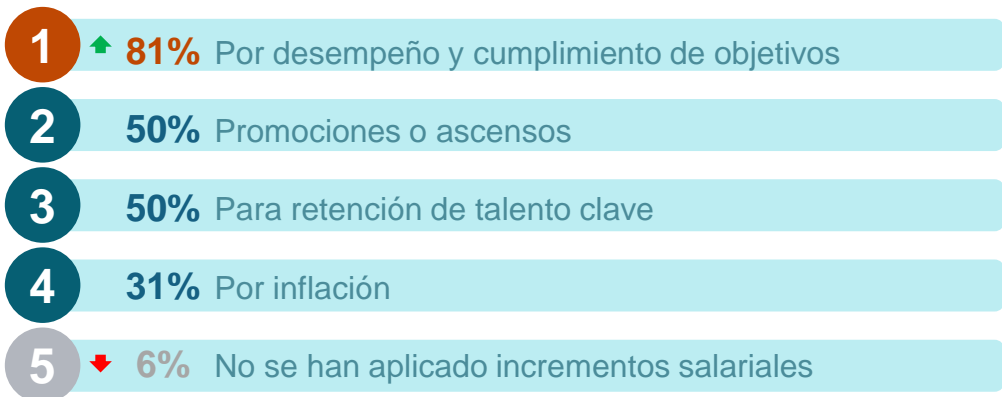 1 81% Por desempeño y cumplimiento de objetivos
2 50% Promociones o ascensos
3 50% Para retención de talento clave
4 31% Por inflación
5 6% No se han aplicado incrementos salariales